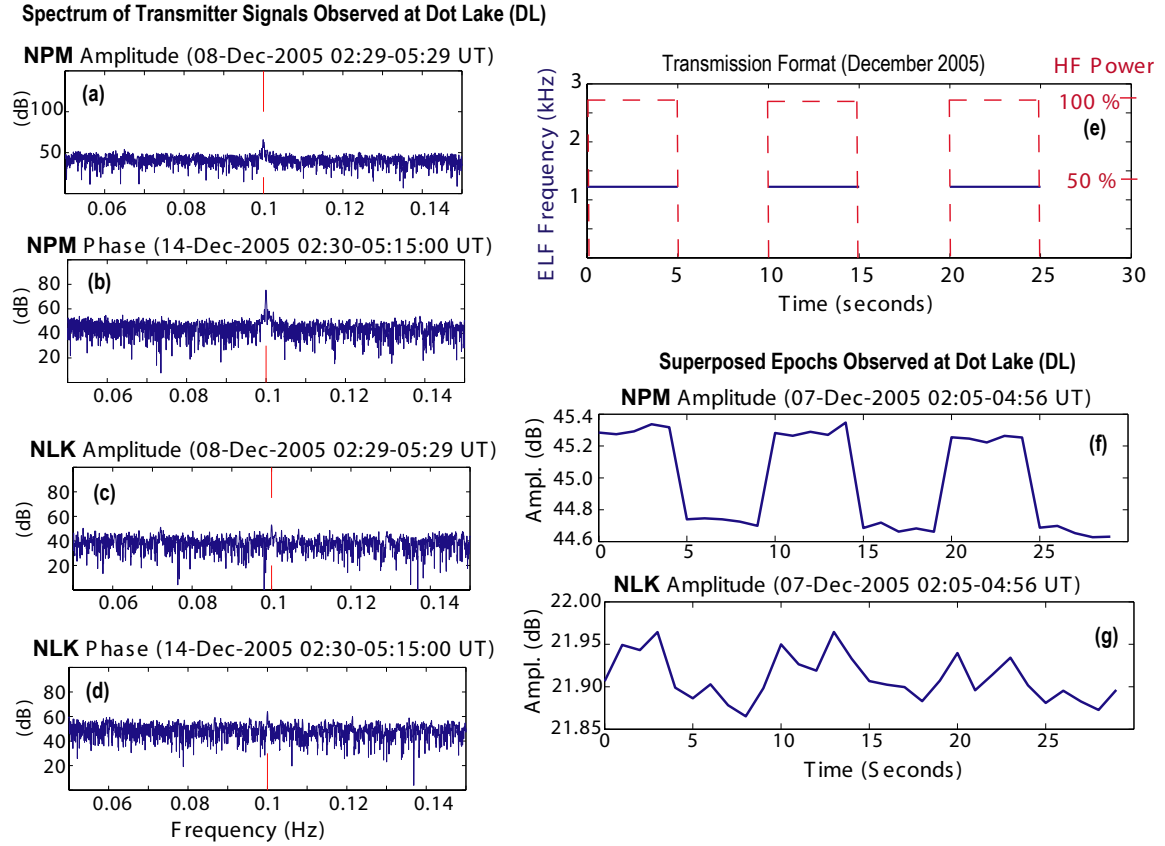 Spectrum of Transmitter Signals Observed at Dot Lake (DL)
NPM Amplitude (08-Dec-2005 02:29-05:29 UT)
(a)
(dB)
100
50
0.06 0.08 0.1 0.12 0.14
NPM Phase (14-Dec-2005 02:30-05:15:00 UT)
(b)
(dB)
80
60
40
20
0.06 0.08 0.1 0.12 0.14
NLK Amplitude (08-Dec-2005 02:29-05:29 UT)
(c)
(dB)
80
60
40
20
0.06 0.08 0.1 0.12 0.14
NLK Phase (14-Dec-2005 02:30-05:15:00 UT)
(d)
(dB)
80
60
40
20
0.06 0.08 0.1 0.12 0.14
Frequency (Hz)
Transmission Format (December 2005)
HF Power
ELF Frequency (kHz)
3
2
1
100 %
(e)
50 %
0 5 10 15 20 25 30
Time (seconds)
Superposed Epochs Observed at Dot Lake (DL)
NPM Amplitude (07-Dec-2005 02:05-04:56 UT)
(f)
Ampl. (dB)
45.4
45.2
44.8
44.6
0 5 10 15 20 25
NLK Amplitude (07-Dec-2005 02:05-04:56 UT)
(g)
Ampl. (dB)
22.00
21.95
21.90
21.85
0 5 10 15 20 25
Time (Seconds)